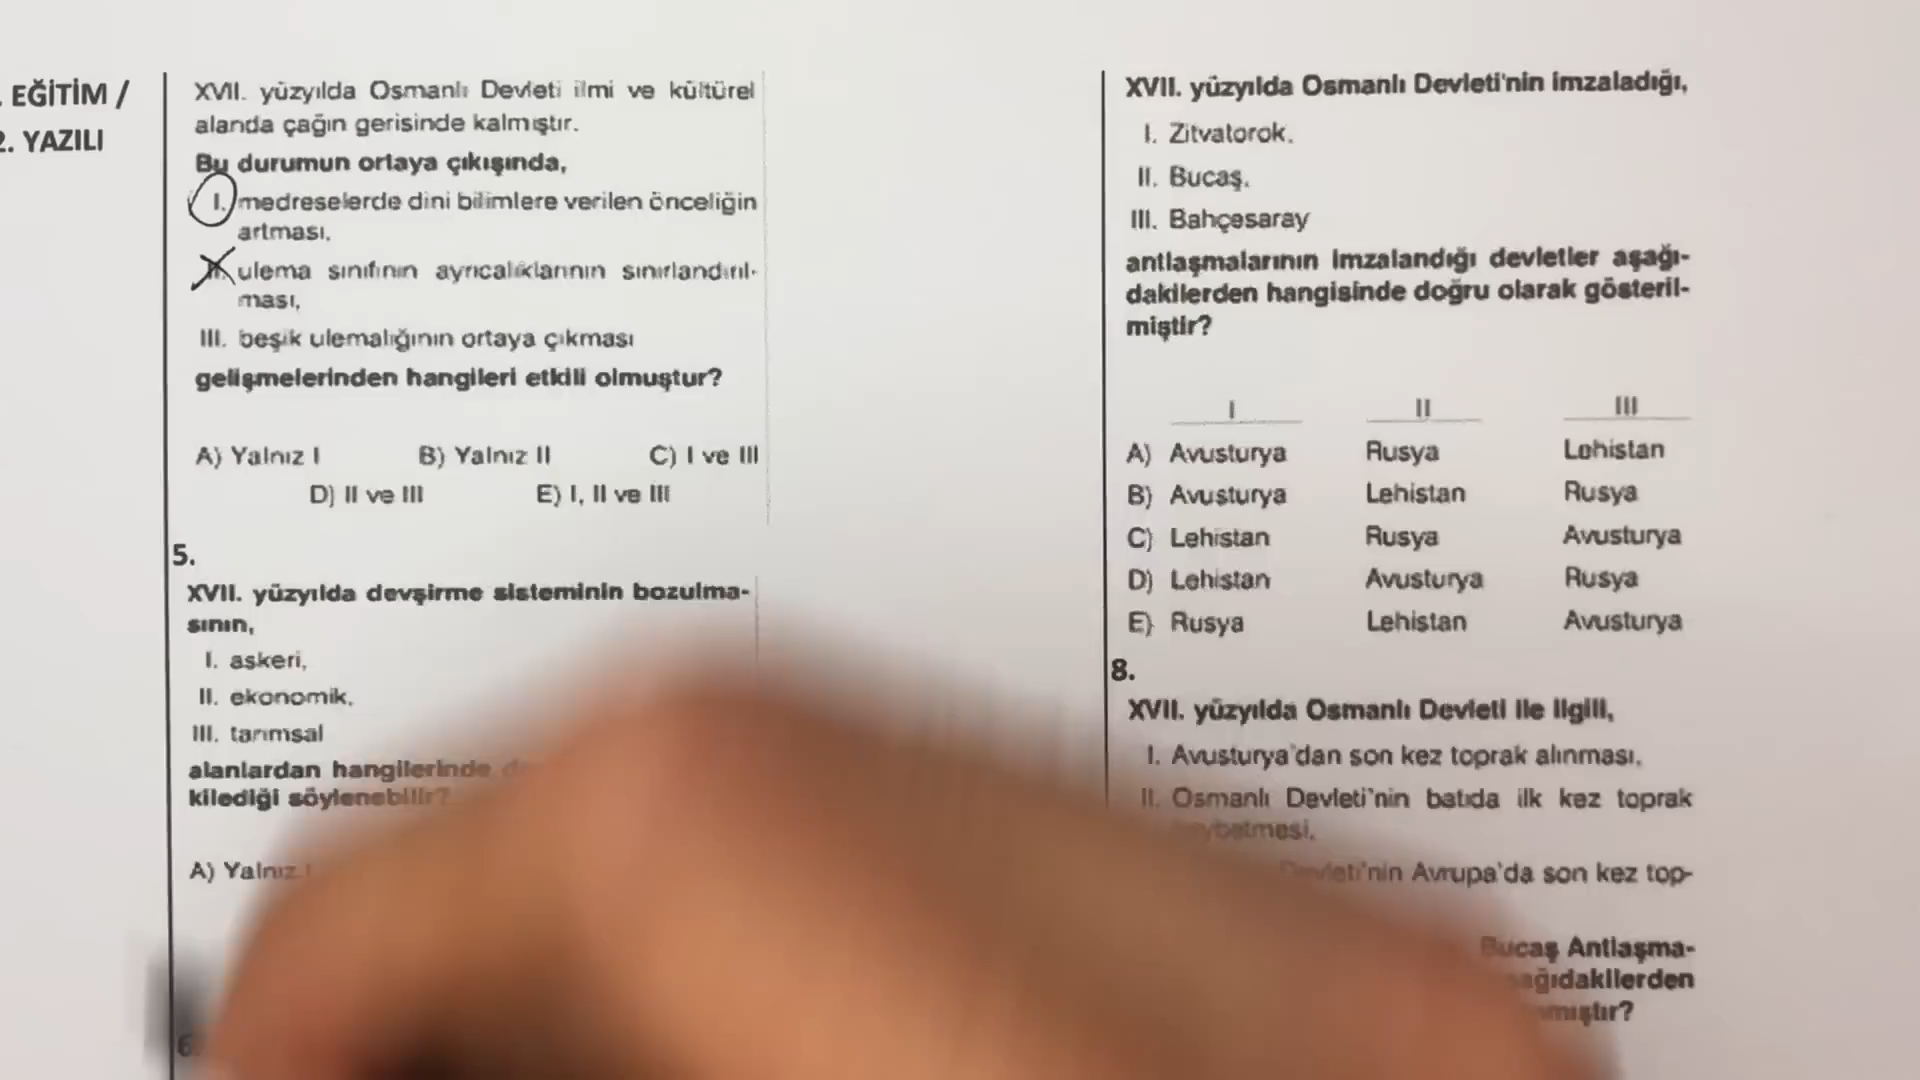 . EĞİTİM /
2. YAZILI
XVII. yüzyılda Osmanlı Devleti ilmi ve kültürel
alanda çağın gerisinde kalmıştır.
Bu durumun ortaya çıkışında,
I. medreselerde dini bilimlere verilen önceliğin
artması,
II. ulema sınıfının ayrıcalıklarının sınırlandırıl-
ması,
III. beşik ulemalığının ortaya çıkması
gelişmelerinden hangileri etkili olmuştur?
A) Yalnız I B) Yalnız II C) I ve III
D) II ve III E) I, II ve III
5.
XVII. yüzyılda devşirme sisteminin bozulma-
sının,
I. askeri,
II. ekonomik,
III. tarımsal
alanlardan hangilerinde
kilediği söylenebilir?
A) Yalnız I
6.
XVII. yüzyılda Osmanlı Devleti'nin imzaladığı,
I. Zitvatorok,
II. Bucaş,
III. Bahçesaray
antlaşmalarının imzalandığı devletler aşağı-
dakilerden hangisinde doğru olarak gösteril-
miştir?
I II III
A) Avusturya Rusya Lehistan
B) Avusturya Lehistan Rusya
C) Lehistan Rusya Avusturya
D) Lehistan Avusturya Rusya
E) Rusya Lehistan Avusturya
8.
XVII. yüzyılda Osmanlı Devleti ile ilgili,
I. Avusturya'dan son kez toprak alınması,
II. Osmanlı Devleti'nin batıda ilk kez toprak
kaybetmesi,
Devleti'nin Avrupa'da son kez top-
Bucaş Antlaşma-
aşağıdakilerden